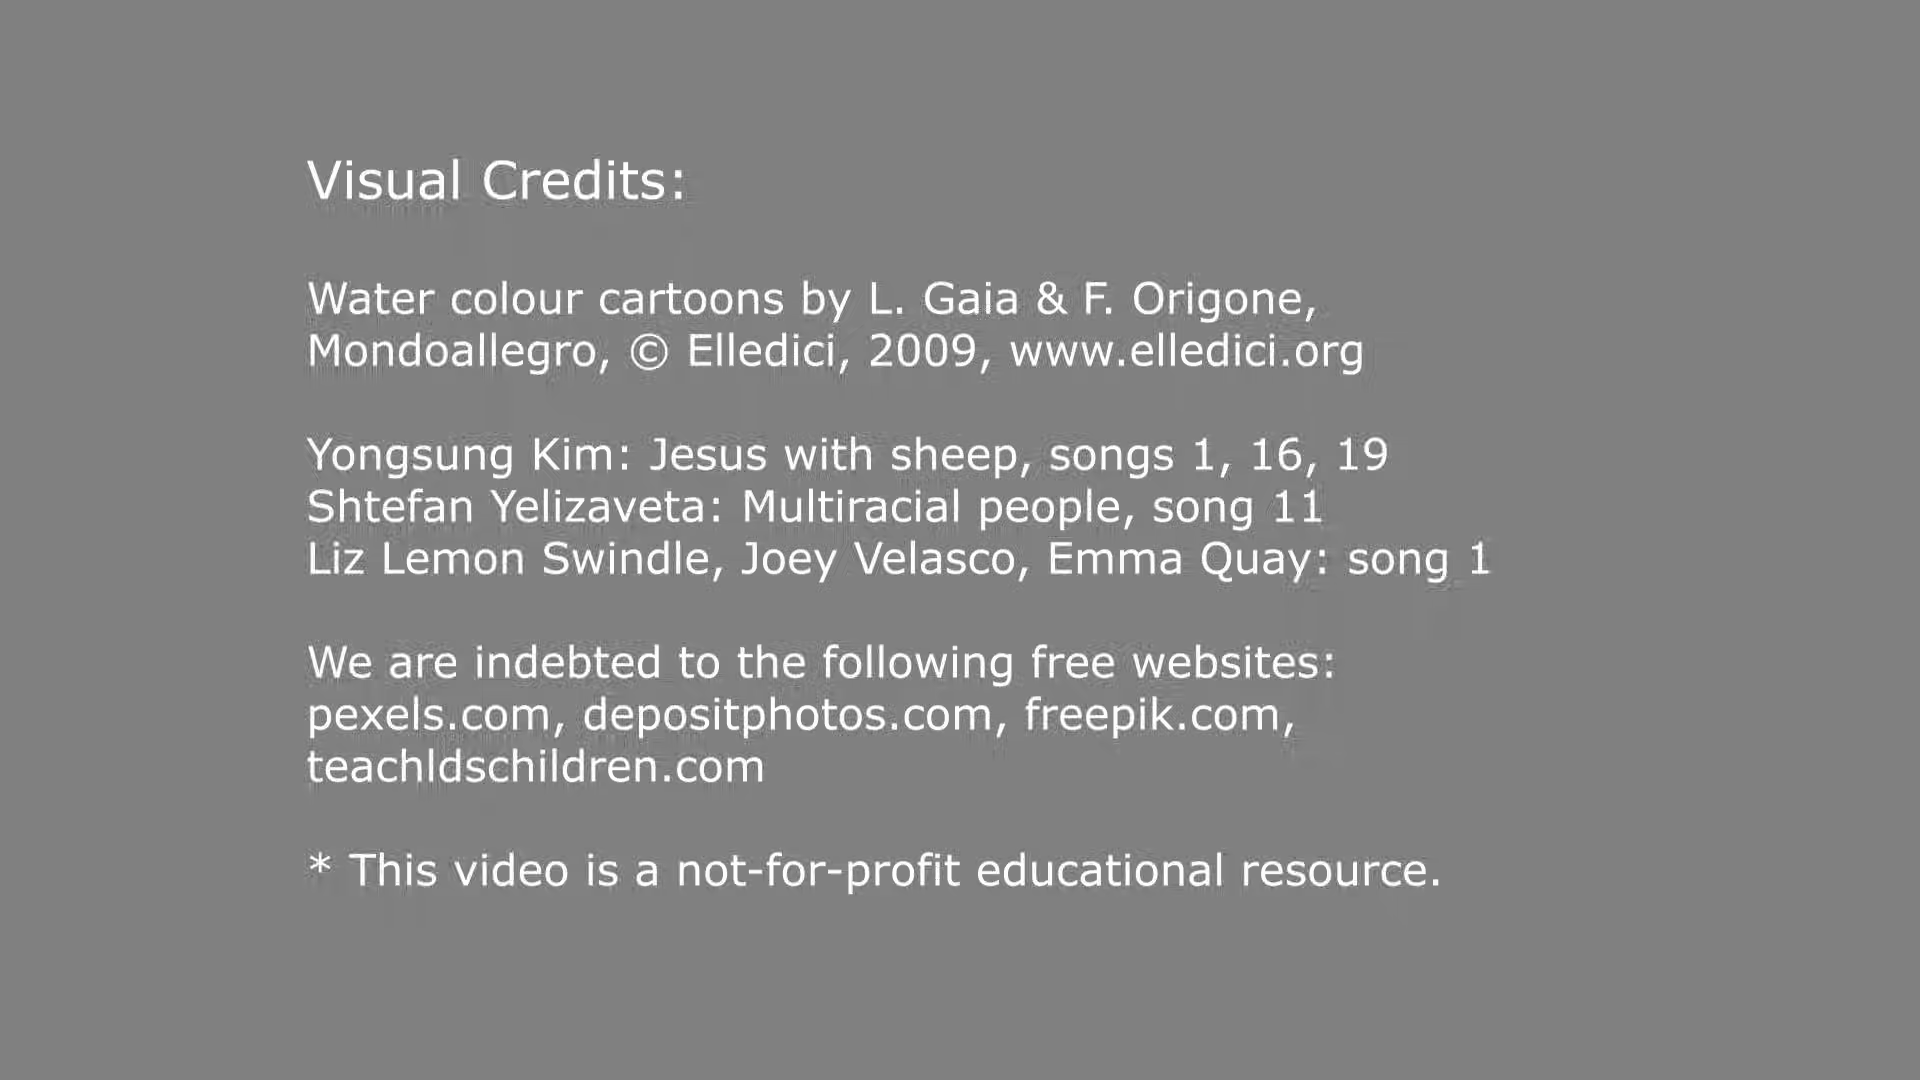 Visual Credits:
Water colour cartoons by L. Gaia & F. Origone,
Mondoallegro, © Elledici, 2009, www.elledici.org
Yongsung Kim: Jesus with sheep, songs 1, 16, 19
Shtefan Yelizaveta: Multiracial people, song 11
Liz Lemon Swindle, Joey Velasco, Emma Quay: song 1
We are indebted to the following free websites:
pexels.com, depositphotos.com, freepik.com,
teachldschildren.com
* This video is a not-for-profit educational resource.